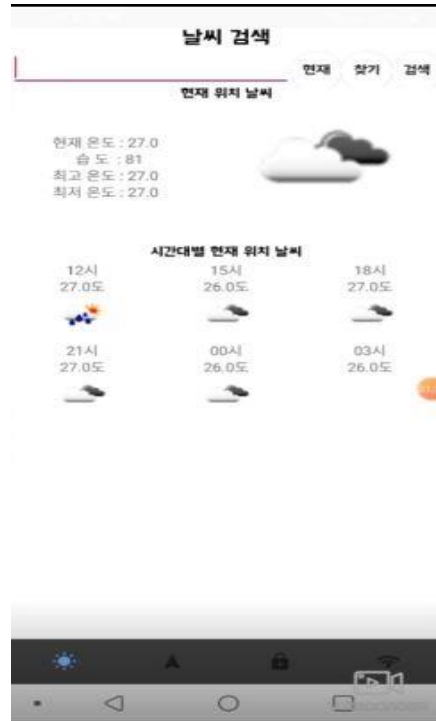 날씨 검색
현재 찾기 검색
현재 위치 날씨
현재 온도 : 27.0
습 도 : 81
최고 온도 : 27.0
최저 온도 : 27.0
시간대별 현재 위치 날씨
12시 15시 18시
27.0도 26.0도 27.0도
21시 00시 03시
27.0도 26.0도 26.0도